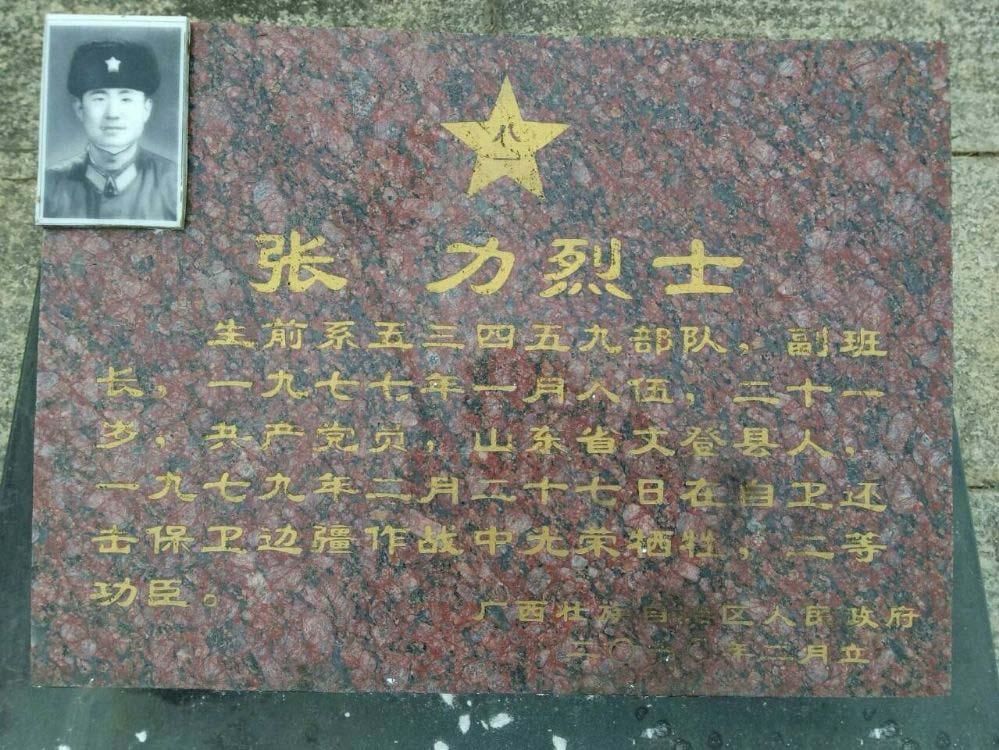 八一
张 力烈士
生前系五三四五九部队，副班
长，一九七七年一月入伍，二十一
岁，共产党员，山东省文登县人，
一九七九年二月二十七日在自卫还
击保卫边疆作战中光荣牺牲，二等
功臣。
广西壮族自治区人民政府
二〇一〇年二月立